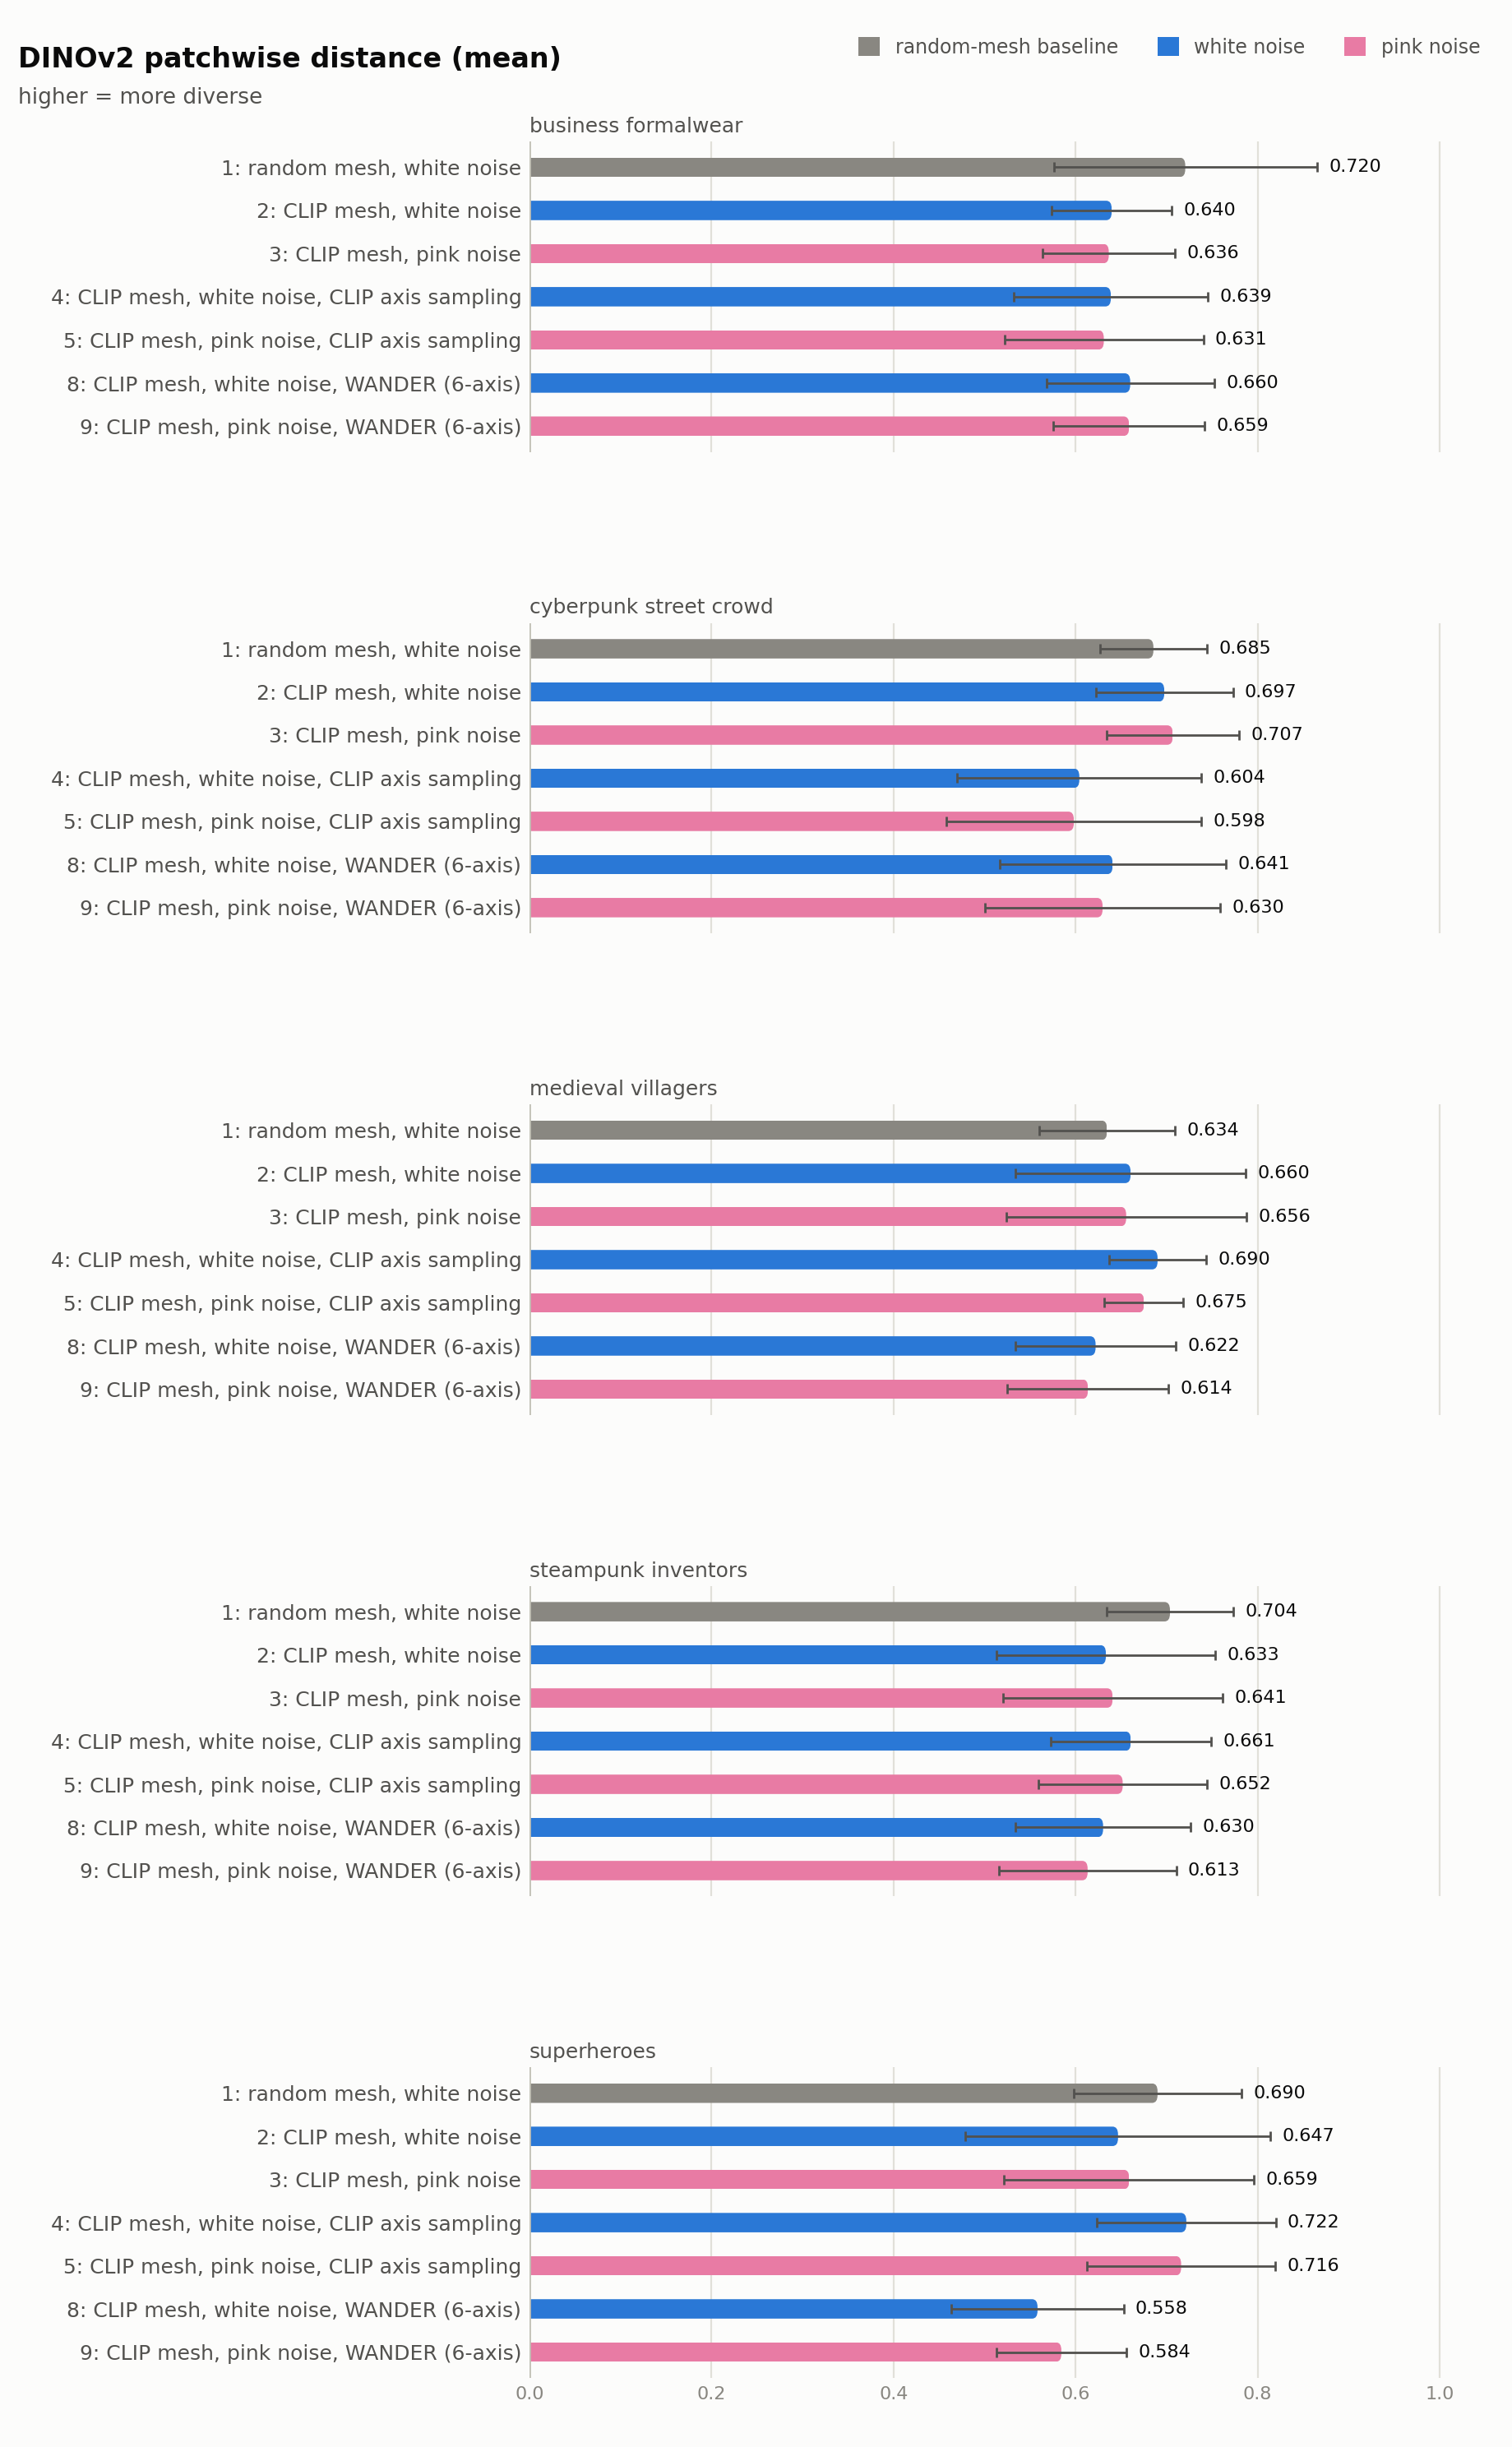 DINOv2 patchwise distance (mean)
random-mesh baseline
white noise
pink noise
higher = more diverse
business formalwear
1: random mesh, white noise 0.720
2: CLIP mesh, white noise 0.640
3: CLIP mesh, pink noise 0.636
4: CLIP mesh, white noise, CLIP axis sampling 0.639
5: CLIP mesh, pink noise, CLIP axis sampling 0.631
8: CLIP mesh, white noise, WANDER (6-axis) 0.660
9: CLIP mesh, pink noise, WANDER (6-axis) 0.659
cyberpunk street crowd
1: random mesh, white noise 0.685
2: CLIP mesh, white noise 0.697
3: CLIP mesh, pink noise 0.707
4: CLIP mesh, white noise, CLIP axis sampling 0.604
5: CLIP mesh, pink noise, CLIP axis sampling 0.598
8: CLIP mesh, white noise, WANDER (6-axis) 0.641
9: CLIP mesh, pink noise, WANDER (6-axis) 0.630
medieval villagers
1: random mesh, white noise 0.634
2: CLIP mesh, white noise 0.660
3: CLIP mesh, pink noise 0.656
4: CLIP mesh, white noise, CLIP axis sampling 0.690
5: CLIP mesh, pink noise, CLIP axis sampling 0.675
8: CLIP mesh, white noise, WANDER (6-axis) 0.622
9: CLIP mesh, pink noise, WANDER (6-axis) 0.614
steampunk inventors
1: random mesh, white noise 0.704
2: CLIP mesh, white noise 0.633
3: CLIP mesh, pink noise 0.641
4: CLIP mesh, white noise, CLIP axis sampling 0.661
5: CLIP mesh, pink noise, CLIP axis sampling 0.652
8: CLIP mesh, white noise, WANDER (6-axis) 0.630
9: CLIP mesh, pink noise, WANDER (6-axis) 0.613
superheroes
1: random mesh, white noise 0.690
2: CLIP mesh, white noise 0.647
3: CLIP mesh, pink noise 0.659
4: CLIP mesh, white noise, CLIP axis sampling 0.722
5: CLIP mesh, pink noise, CLIP axis sampling 0.716
8: CLIP mesh, white noise, WANDER (6-axis) 0.558
9: CLIP mesh, pink noise, WANDER (6-axis) 0.584
0.0 0.2 0.4 0.6 0.8 1.0